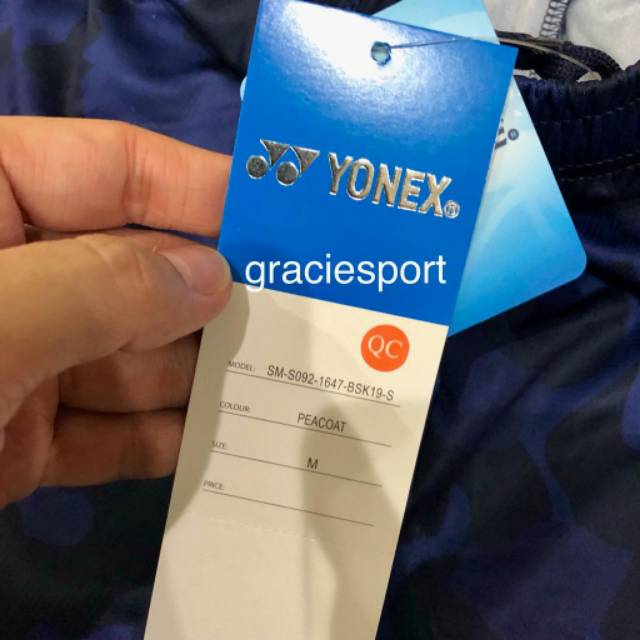 YONEX®
graciesport
QC
MODEL: SM-S092-1647-BSK19-S
COLOUR: PEACOAT
SIZE: M
PRICE: